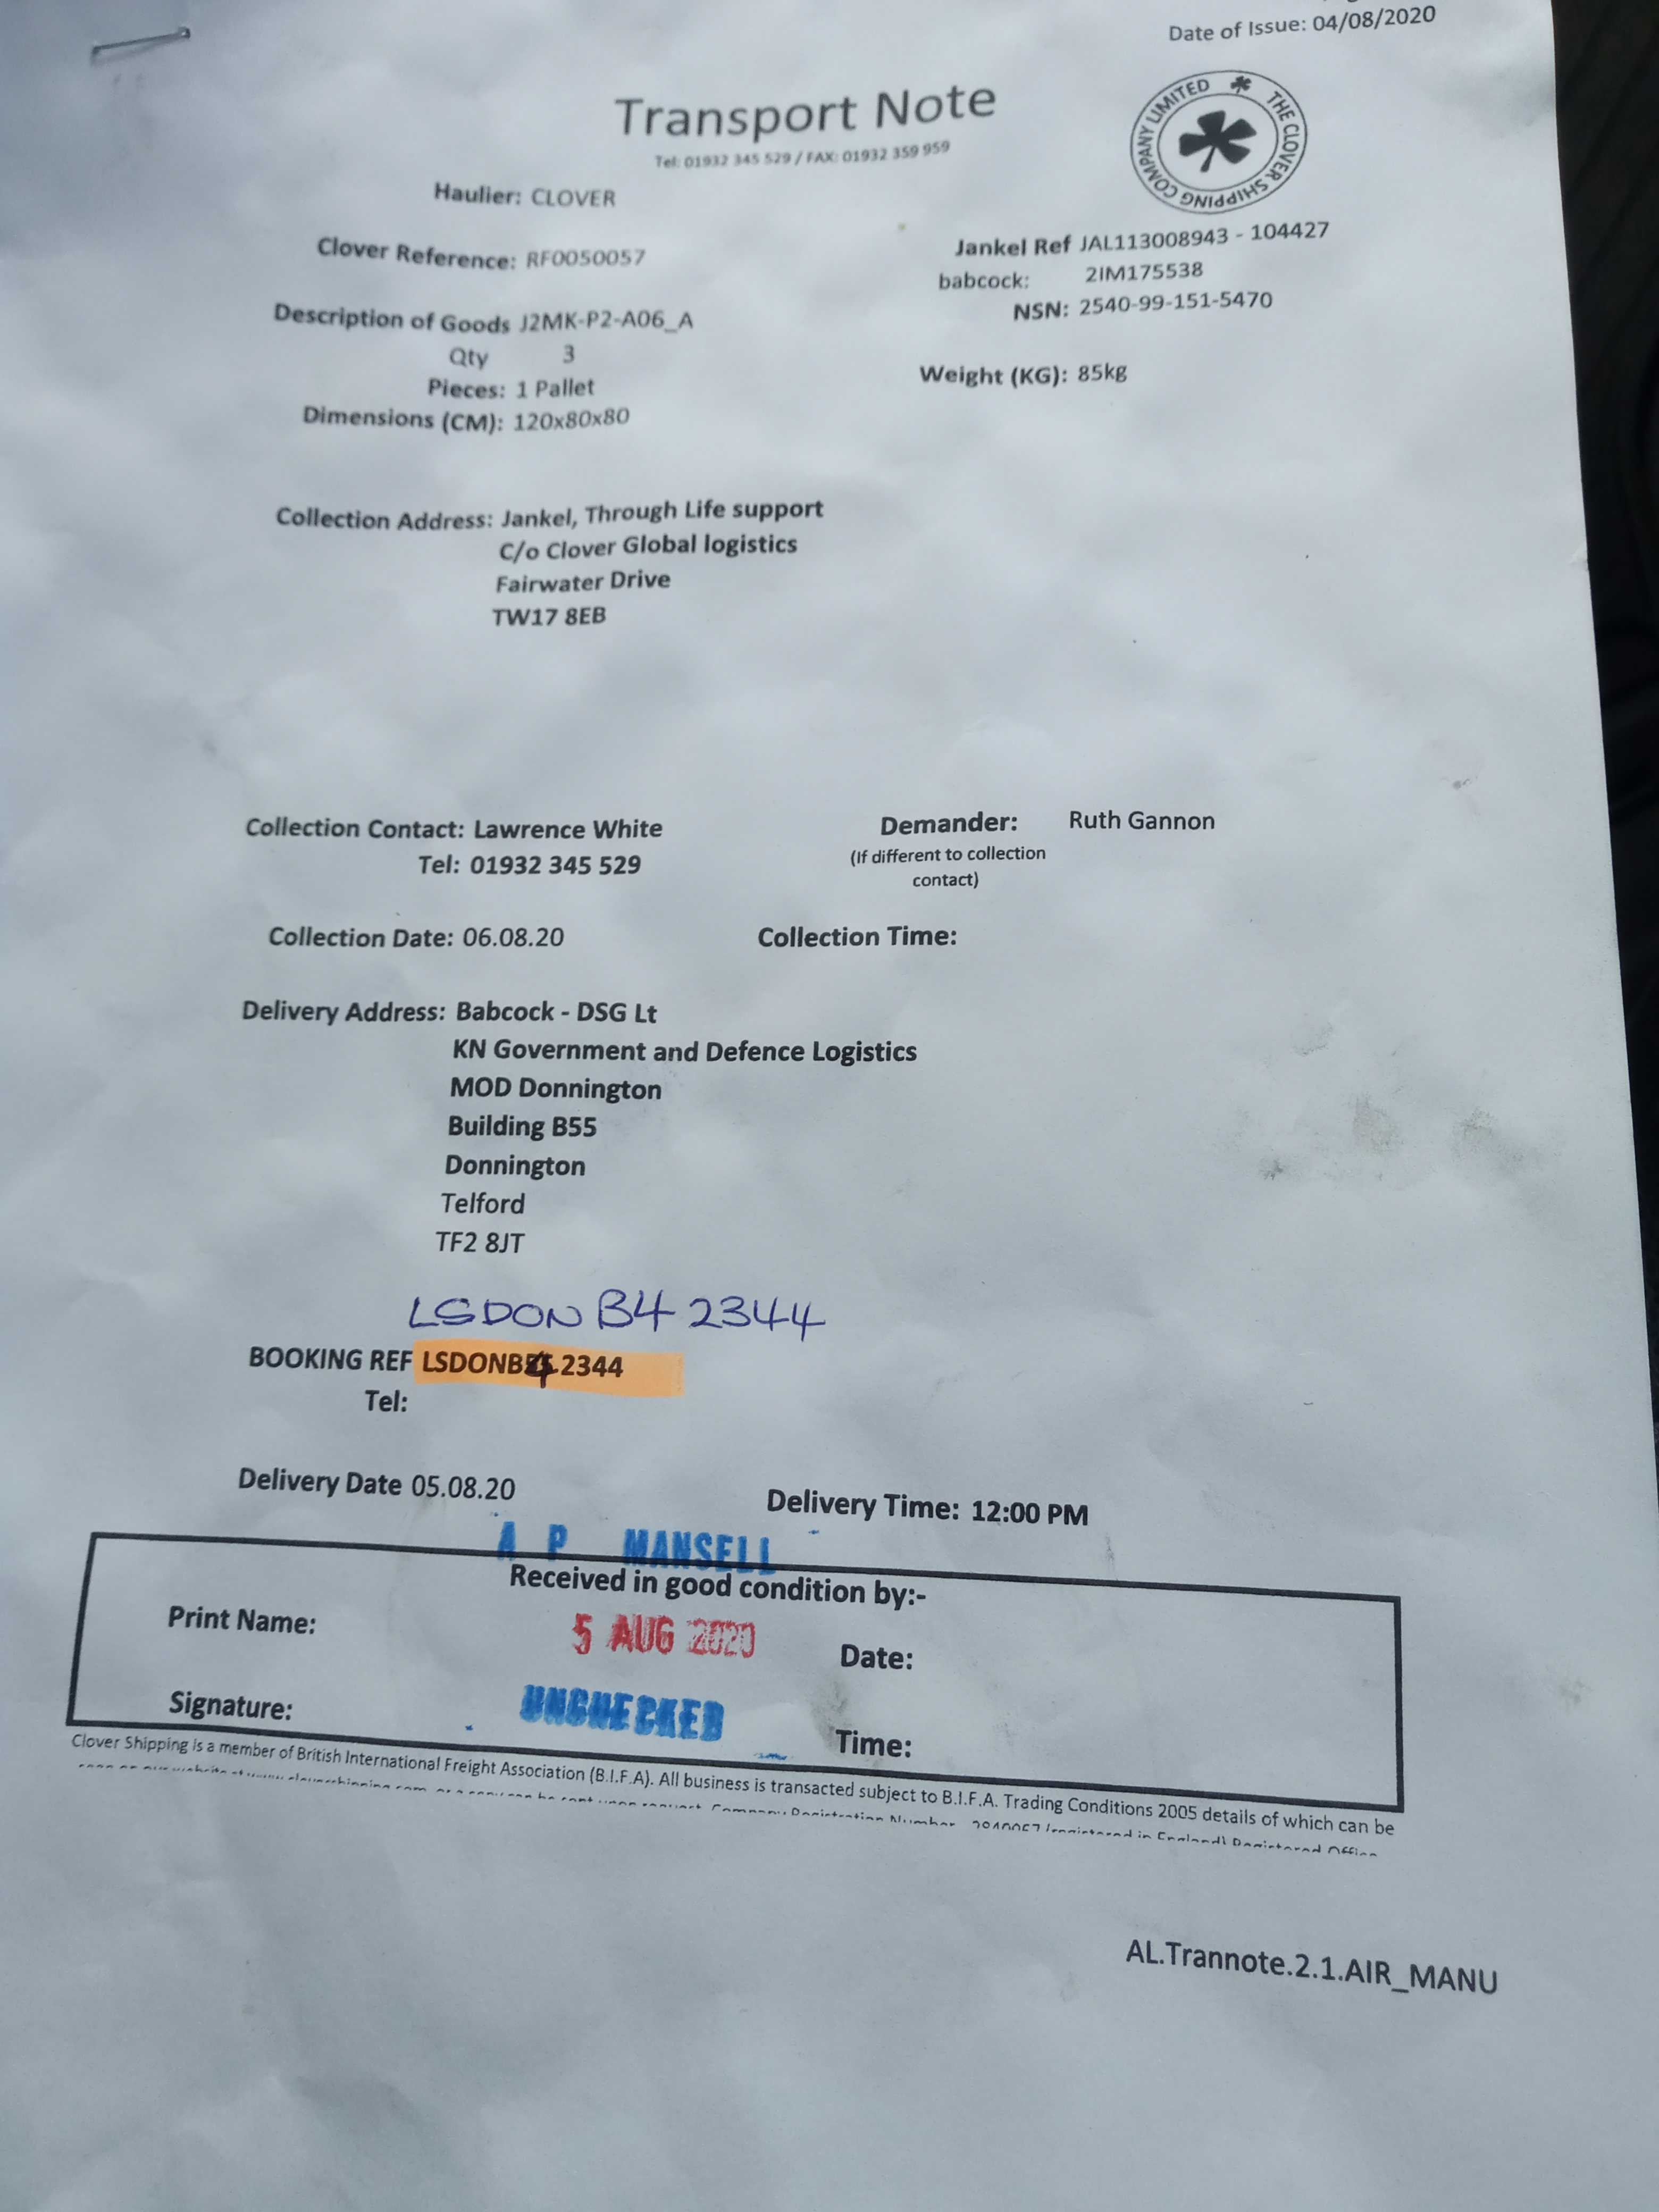 Date of Issue: 04/08/2020
Transport Note
Tel: 01932 345 529 / FAX: 01932 359 959
THE CLOVER SHIPPING COMPANY LIMITED
Haulier: CLOVER
Clover Reference: RF0050057
Jankel Ref JAL113008943 - 104427
babcock: 2IM175538
NSN: 2540-99-151-5470
Description of Goods J2MK-P2-A06_A
Qty 3
Pieces: 1 Pallet
Weight (KG): 85kg
Dimensions (CM): 120x80x80
Collection Address: Jankel, Through Life support
C/o Clover Global logistics
Fairwater Drive
TW17 8EB
Collection Contact: Lawrence White
Demander: Ruth Gannon
Tel: 01932 345 529
(If different to collection
contact)
Collection Date: 06.08.20
Collection Time:
Delivery Address: Babcock - DSG Lt
KN Government and Defence Logistics
MOD Donnington
Building B55
Donnington
Telford
TF2 8JT
LSDON B4 2344
BOOKING REF LSDONB4 2344
Tel:
Delivery Date 05.08.20
Delivery Time: 12:00 PM
A P MANSELL
Received in good condition by:-
Print Name:
5 AUG 2020
Date:
Signature:
UNCHECKED
Time:
Clover Shipping is a member of British International Freight Association (B.I.F.A). All business is transacted subject to B.I.F.A. Trading Conditions 2005 details of which can be
AL.Trannote.2.1.AIR_MANU